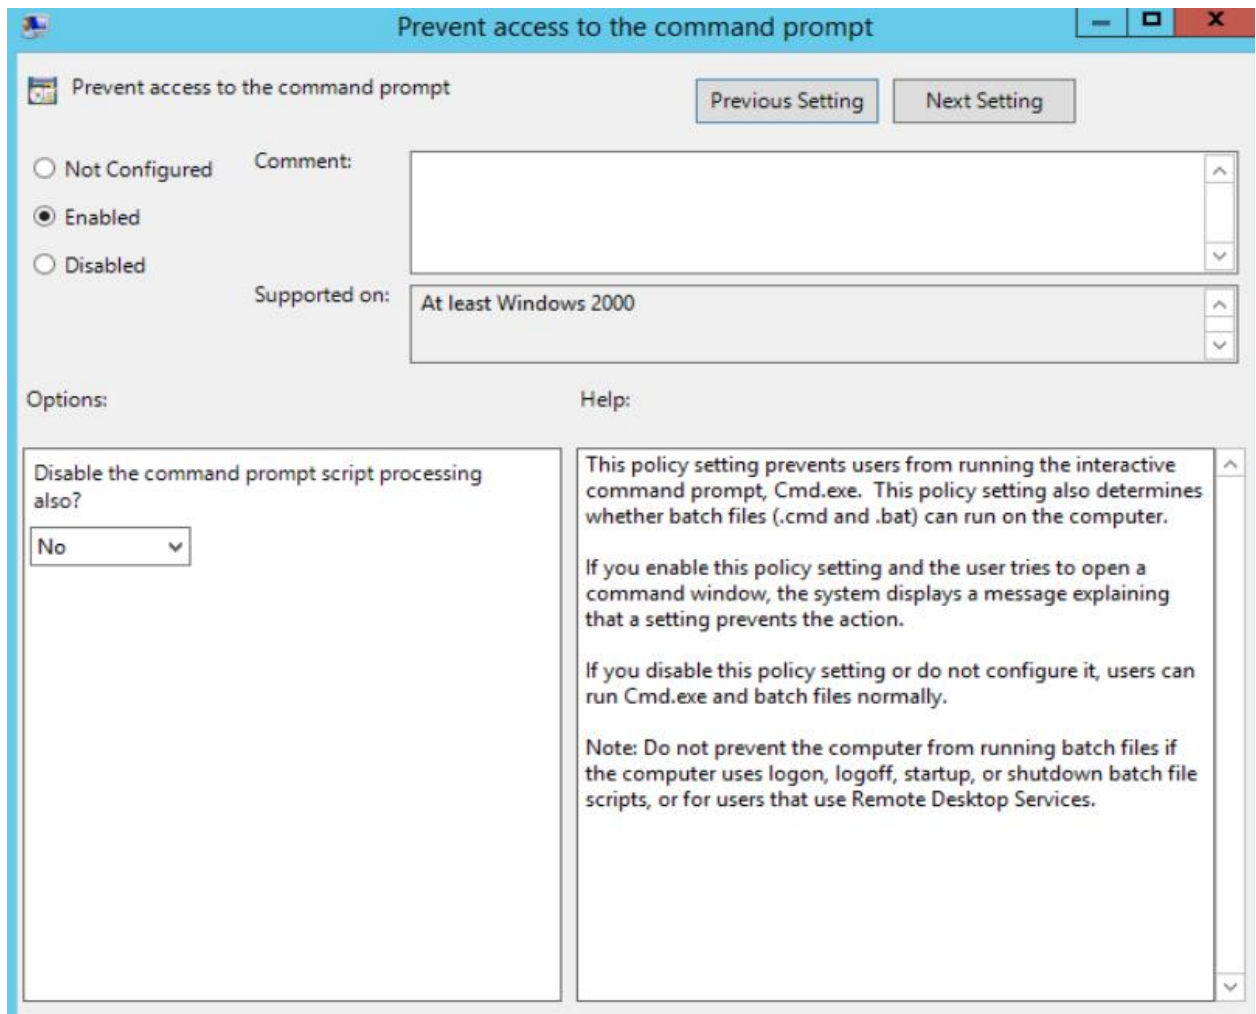 Prevent access to the command prompt
Prevent access to the command prompt
Previous Setting
Next Setting
Not Configured
Comment:
Enabled
Disabled
Supported on:
At least Windows 2000
Options:
Help:
Disable the command prompt script processing
also?
No
This policy setting prevents users from running the interactive
command prompt, Cmd.exe.  This policy setting also determines
whether batch files (.cmd and .bat) can run on the computer.
If you enable this policy setting and the user tries to open a
command window, the system displays a message explaining
that a setting prevents the action.
If you disable this policy setting or do not configure it, users can
run Cmd.exe and batch files normally.
Note: Do not prevent the computer from running batch files if
the computer uses logon, logoff, startup, or shutdown batch file
scripts, or for users that use Remote Desktop Services.